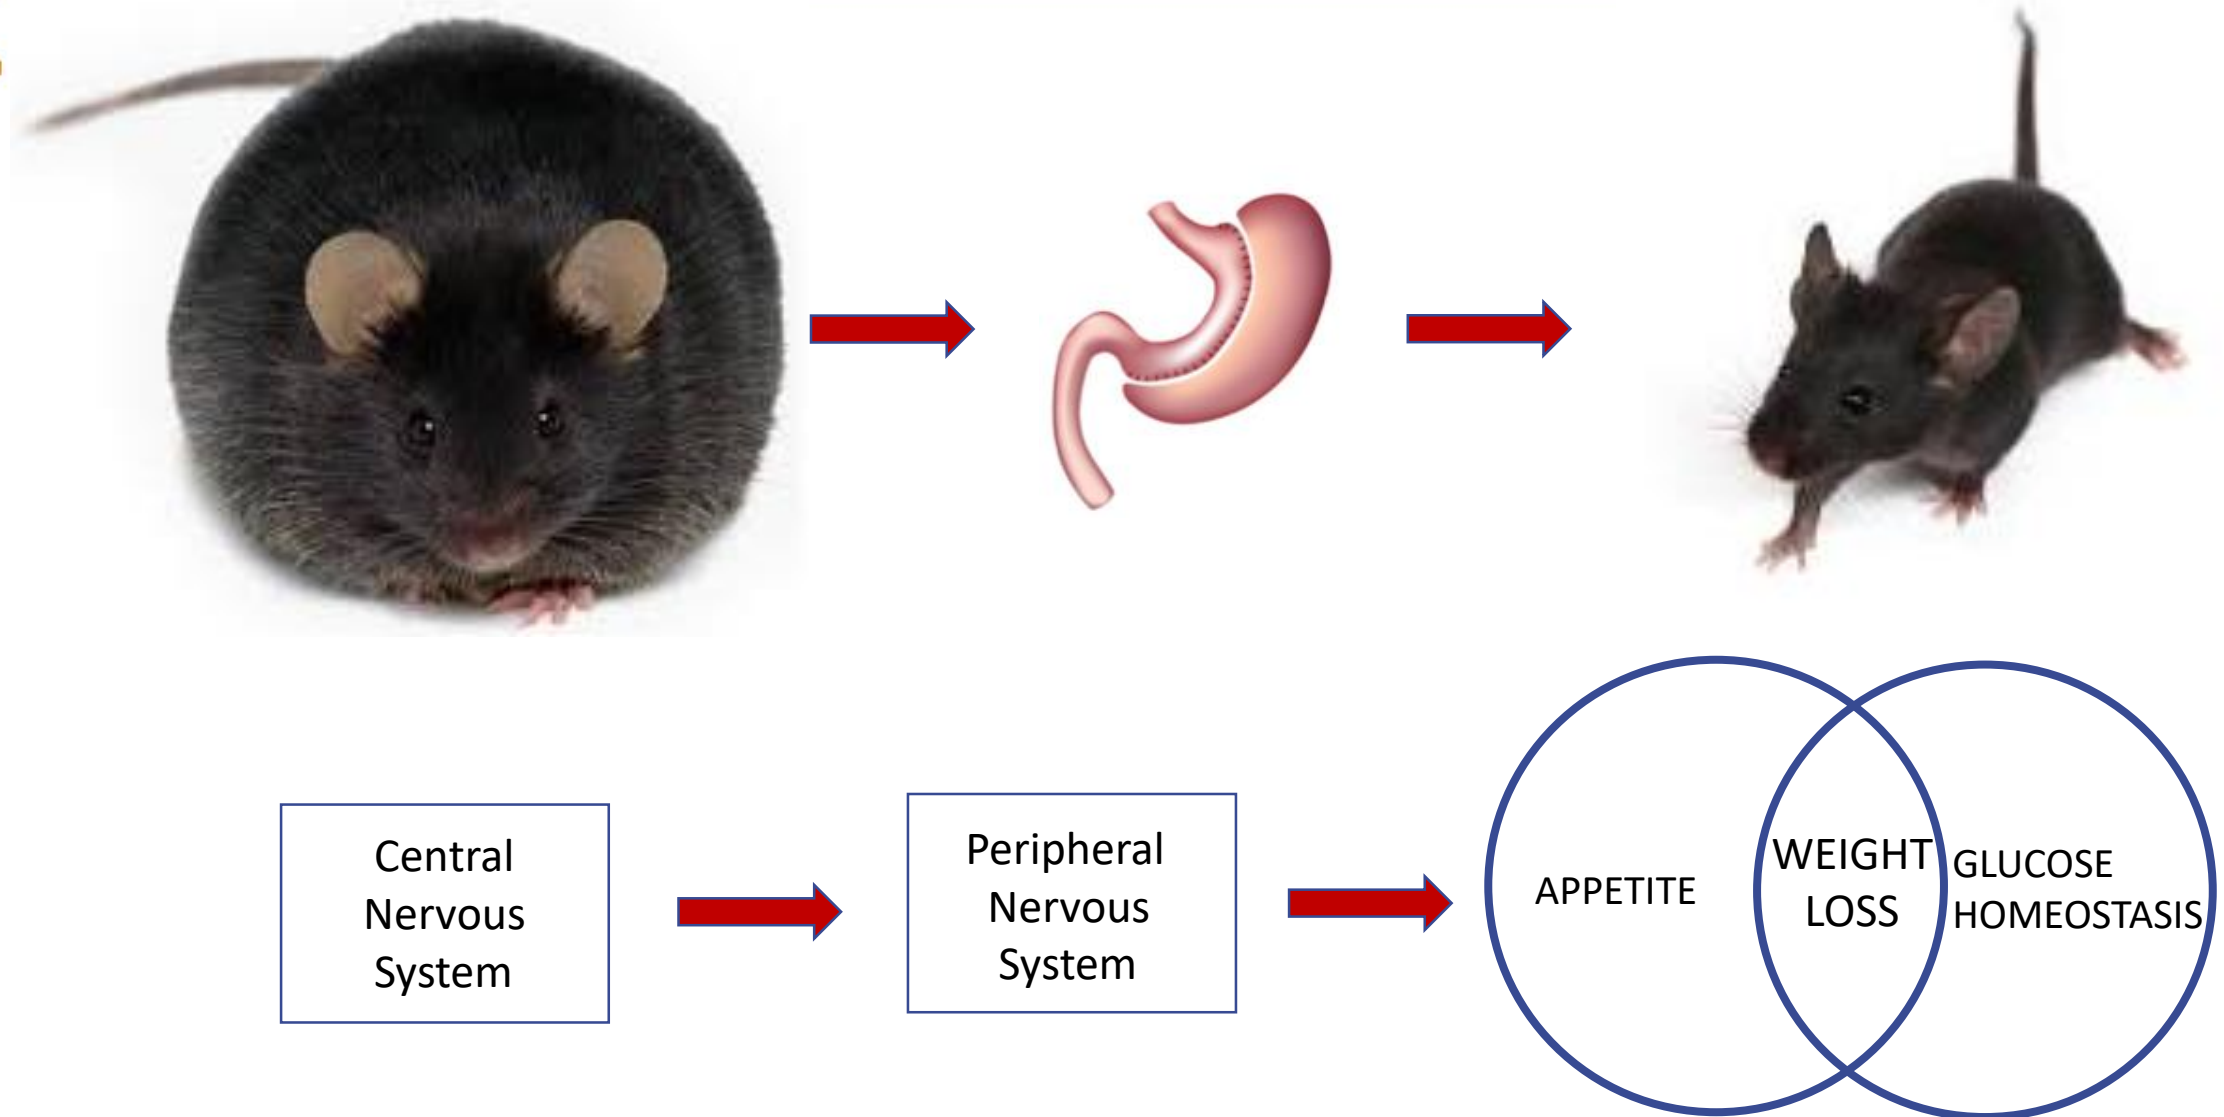 Central
Nervous
System
Peripheral
Nervous
System
APPETITE
WEIGHT
LOSS
GLUCOSE
HOMEOSTASIS